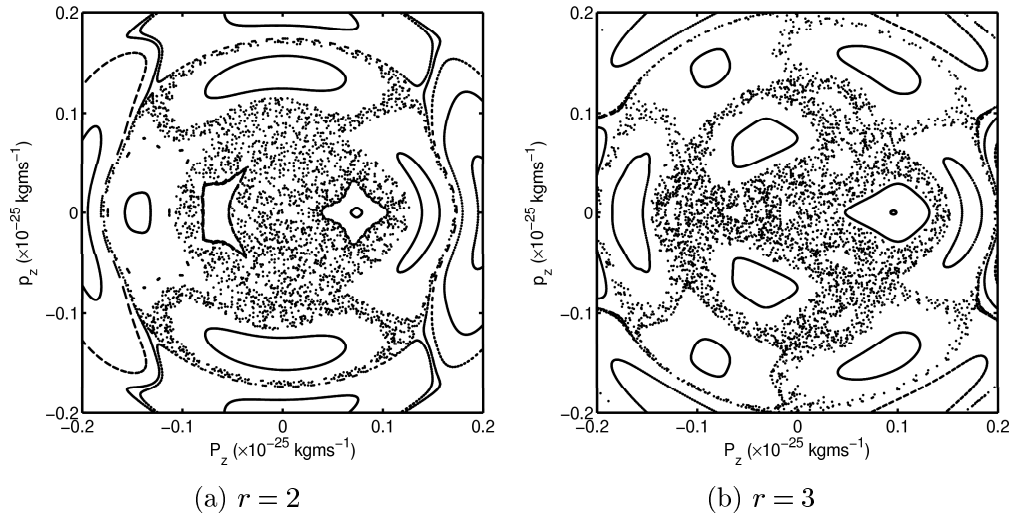 0.2
0.1
0
−0.1
−0.2
p_z (×10^−25 kgms^−1)
−0.2 −0.1 0 0.1 0.2
P_z (×10^−25 kgms^−1)
(a) r = 2
0.2
0.1
0
−0.1
−0.2
p_z (×10^−25 kgms^−1)
−0.2 −0.1 0 0.1 0.2
P_z (×10^−25 kgms^−1)
(b) r = 3